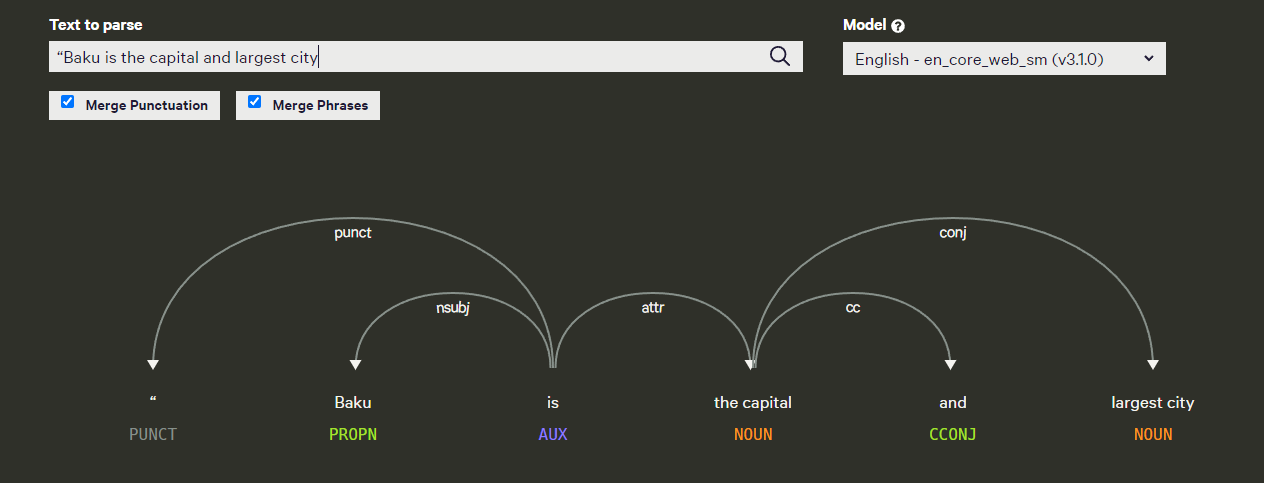 Text to parse
Model ?
“Baku is the capital and largest city
English - en_core_web_sm (v3.1.0)
Merge Punctuation
Merge Phrases
punct
conj
nsubj
attr
cc
“ Baku is the capital and largest city
PUNCT PROPN AUX NOUN CCONJ NOUN